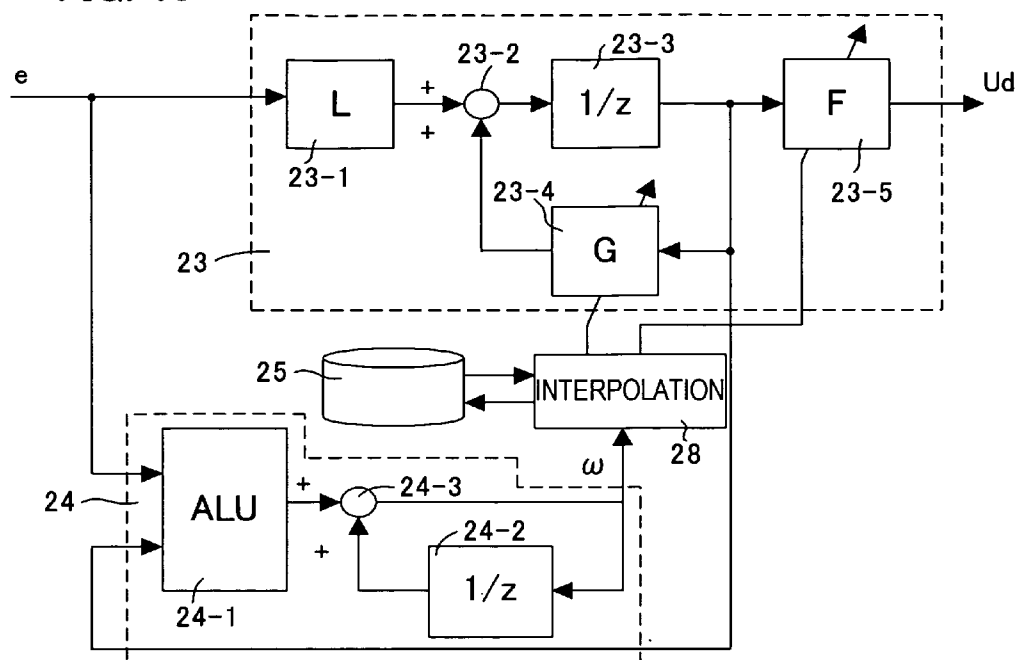 23-2
23-3
e
+
L
1/z
F
Ud
+
23-1
23-4
23-5
G
23
25
INTERPOLATION
28
ω
24
ALU
+
24-3
+
24-2
1/z
24-1